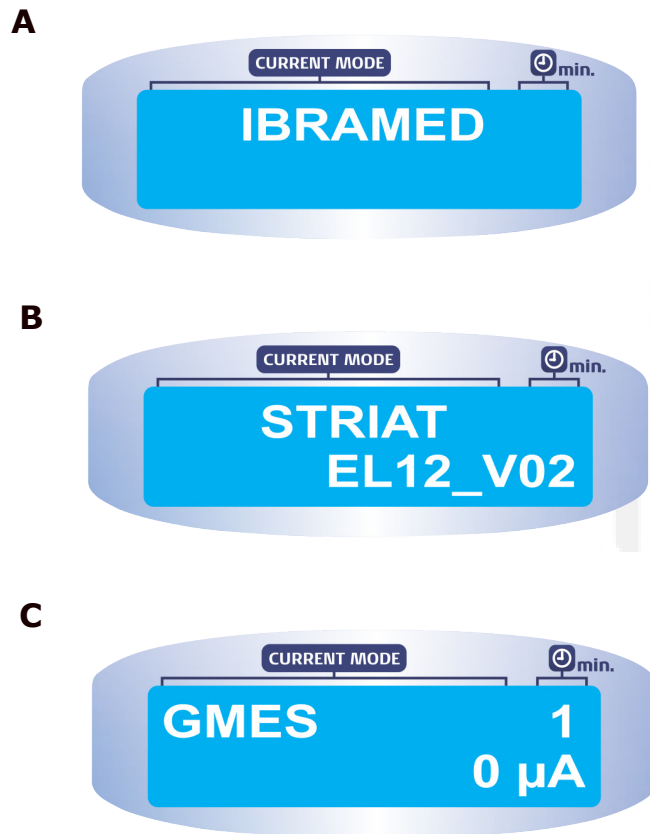 A
CURRENT MODE min.
IBRAMED
B
CURRENT MODE min.
STRIAT
EL12_V02
C
CURRENT MODE min.
GMES 1
0 µA